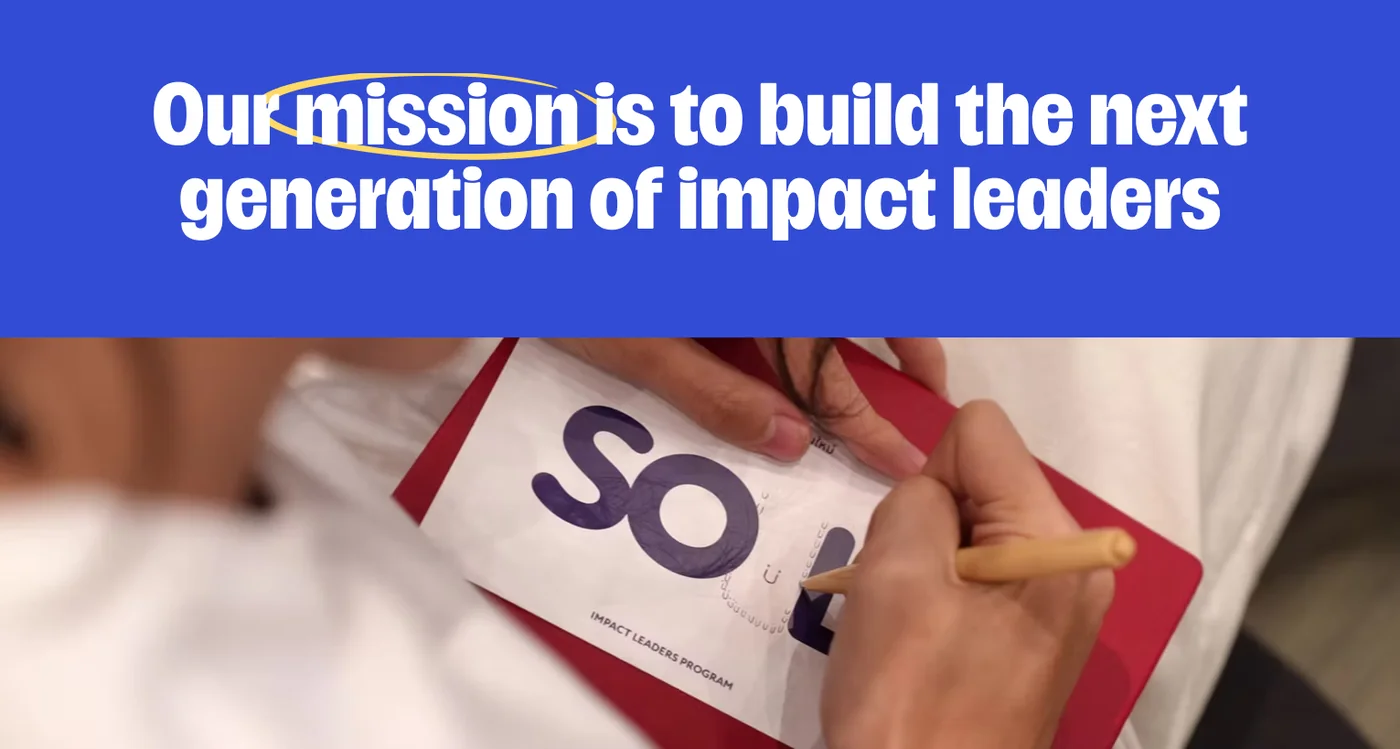 Our mission is to build the next
generation of impact leaders
SO L
IMPACT LEADERS PROGRAM